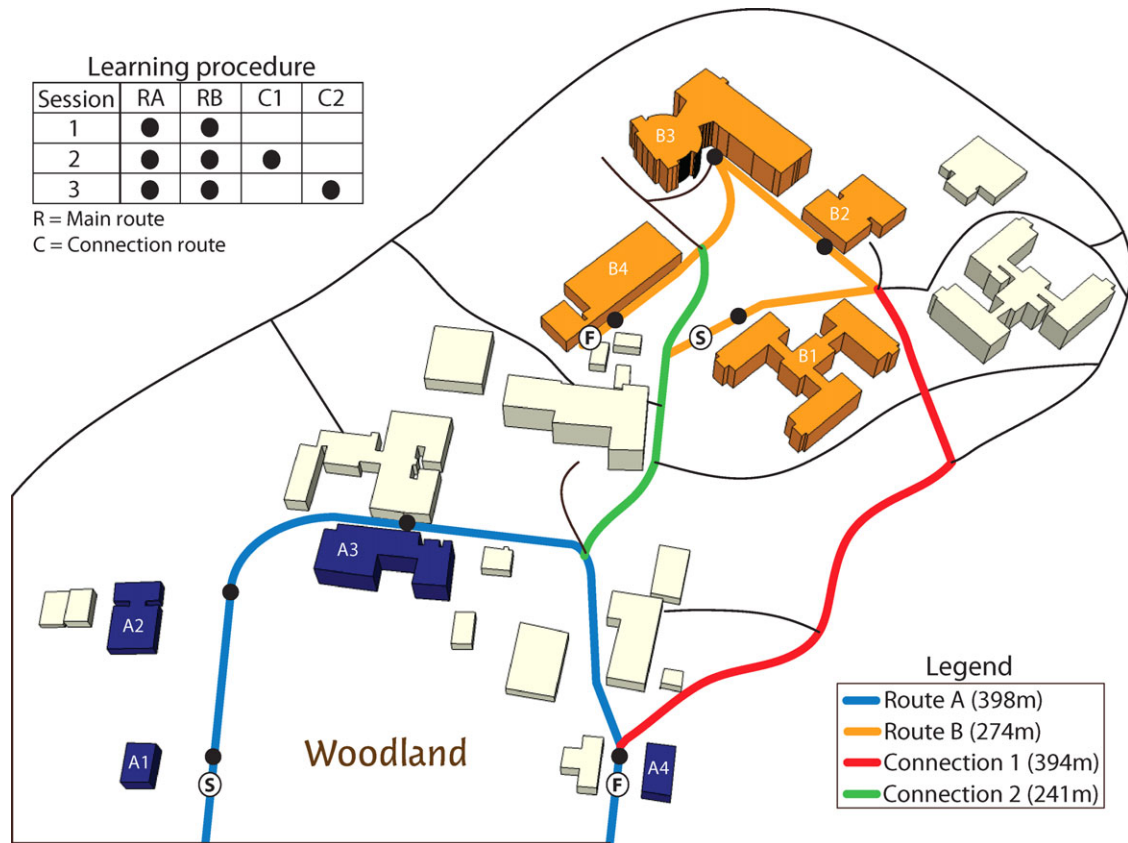 Learning procedure
Session RA RB C1 C2
1
2
3
R = Main route
C = Connection route
B3
B2
B4
F
S
B1
A3
A2
A1
S
Woodland
F
A4
Legend
Route A (398m)
Route B (274m)
Connection 1 (394m)
Connection 2 (241m)